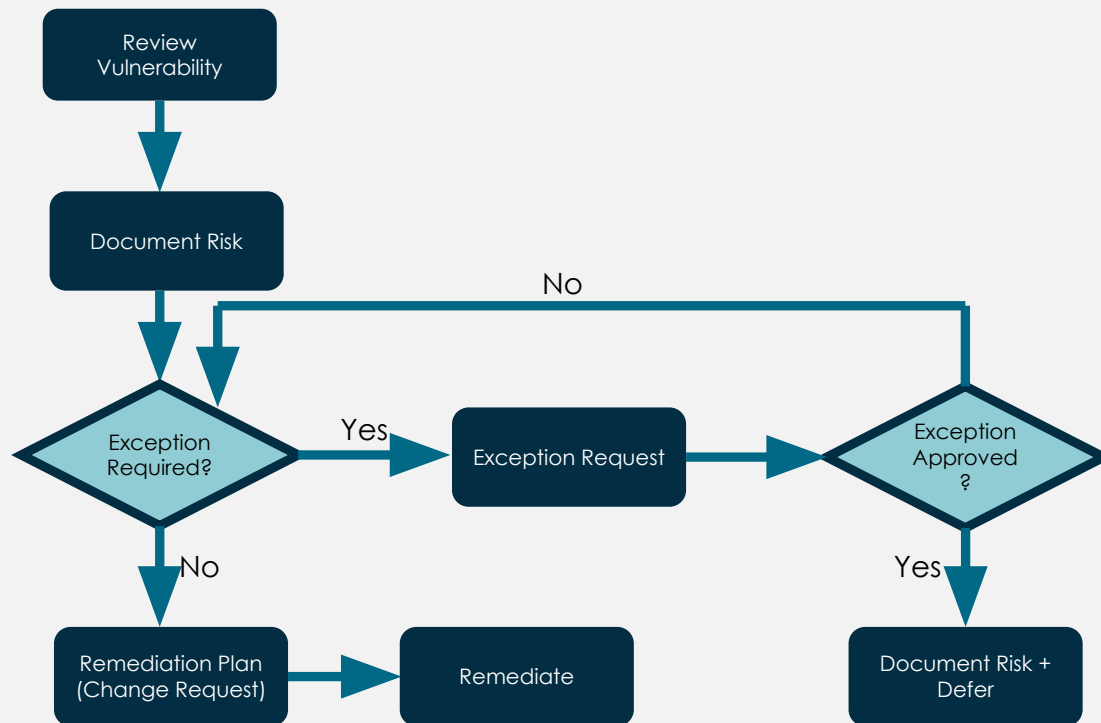 Review
Vulnerability
Document Risk
No
Exception
Required?
Yes
Exception Request
Exception
Approved
?
No
Yes
Remediation Plan
(Change Request)
Remediate
Document Risk +
Defer